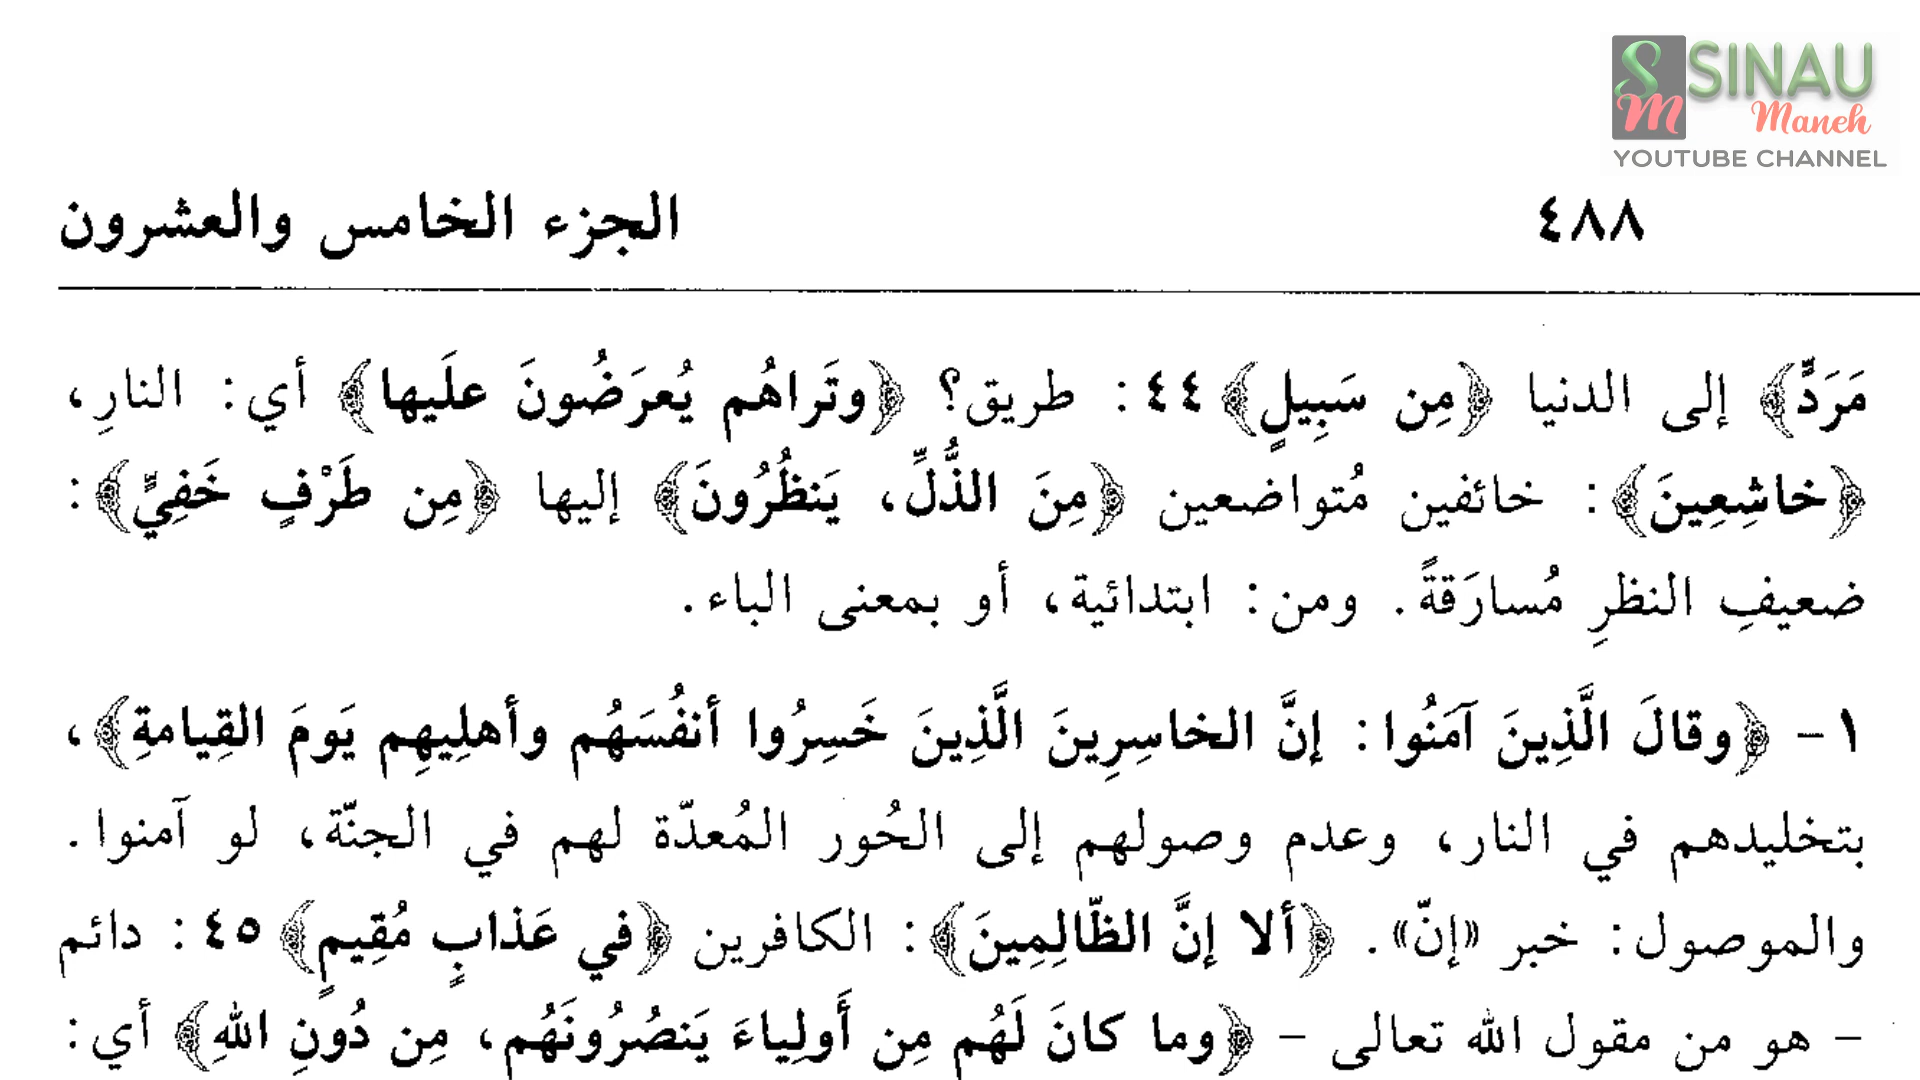 SINAU
Maneh
YOUTUBE CHANNEL
٤٨٨ الجزء الخامس والعشرون
مَرَدٍّ﴾ إلى الدنيا ﴿مِن سَبِيلٍ﴾ ٤٤: طريق؟ ﴿وتَراهُم يُعرَضُونَ علَيها﴾ أي: النارِ،
﴿خاشِعِينَ﴾: خائفين مُتواضعين ﴿مِنَ الذُّلِّ، يَنظُرُونَ﴾ إليها ﴿مِن طَرْفٍ خَفِيٍّ﴾:
ضعيفِ النظرِ مُسارَقةً. ومن: ابتدائية، أو بمعنى الباء.
١- ﴿وقالَ الَّذِينَ آمَنُوا: إنَّ الخاسِرِينَ الَّذِينَ خَسِرُوا أنفُسَهُم وأهلِيهِم يَومَ القِيامةِ﴾،
بتخليدهم في النار، وعدم وصولهم إلى الحُور المُعدّة لهم في الجنّة، لو آمنوا.
والموصول: خبر «إنّ». ﴿ألا إنَّ الظّالِمِينَ﴾: الكافرين ﴿في عَذابٍ مُقِيمٍ﴾ ٤٥: دائم
- هو من مقول الله تعالى - ﴿وما كانَ لَهُم مِن أَولِياءَ يَنصُرُونَهُم، مِن دُونِ اللهِ﴾ أي: